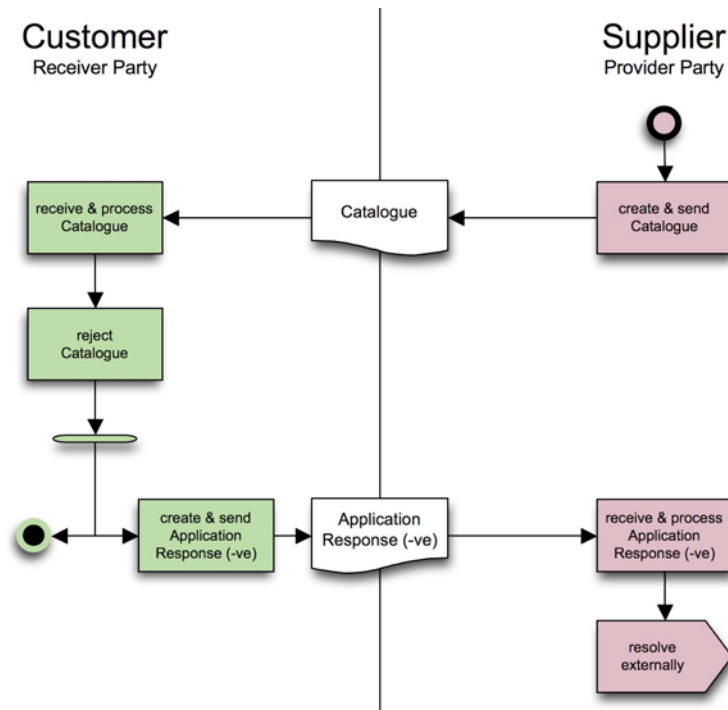 Customer
Receiver Party
Supplier
Provider Party
receive & process
Catalogue
Catalogue
create & send
Catalogue
reject
Catalogue
create & send
Application
Response (-ve)
Application
Response (-ve)
receive & process
Application
Response (-ve)
resolve
externally